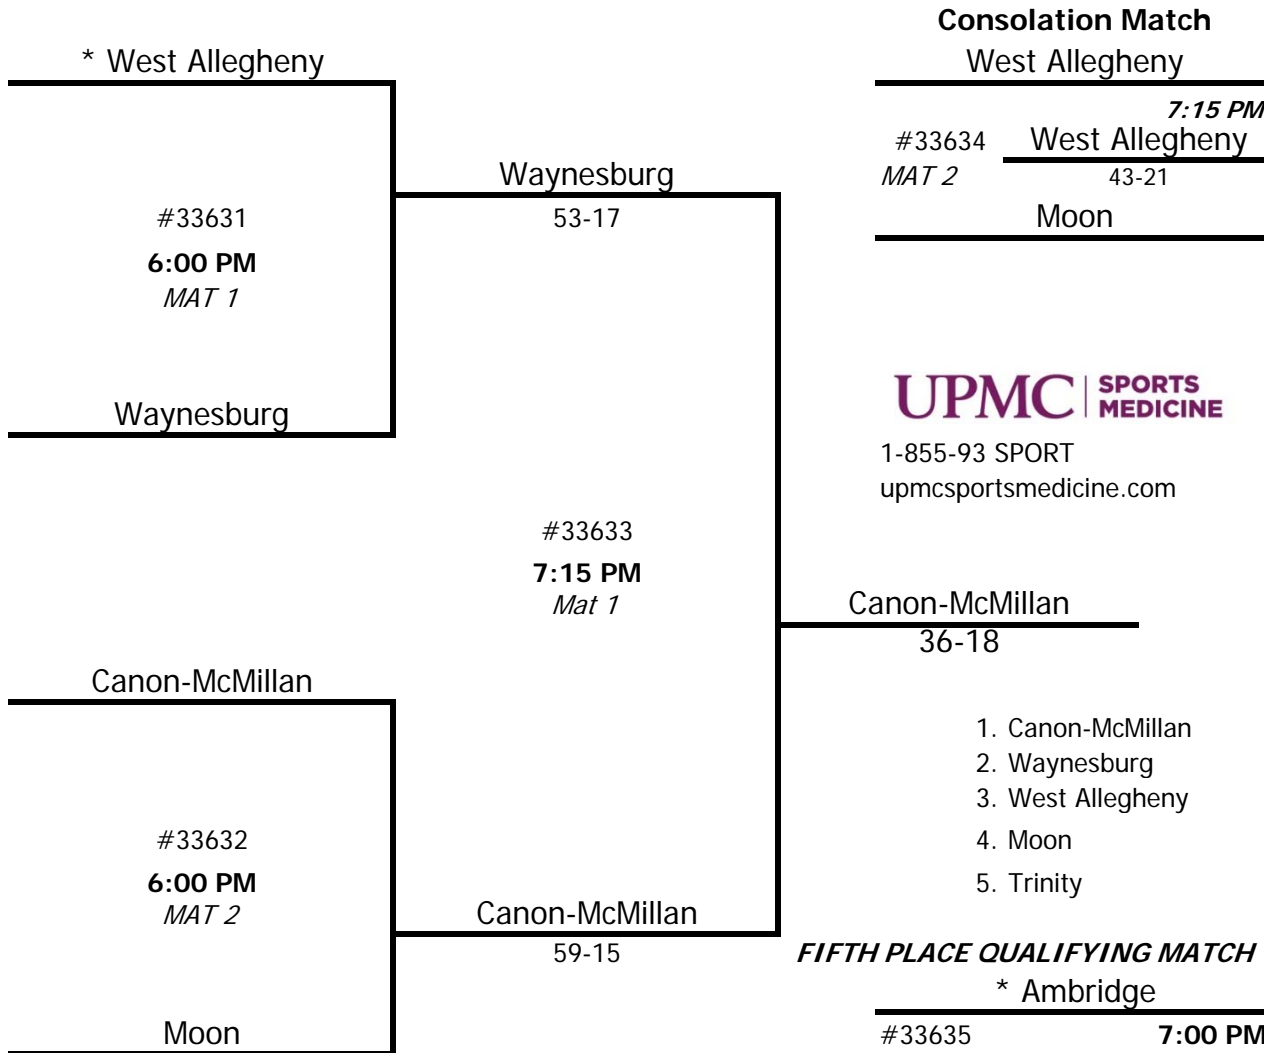 * West Allegheny
#33631
6:00 PM
MAT 1
Waynesburg
Waynesburg
53-17
Canon-McMillan
#33632
6:00 PM
MAT 2
Moon
Canon-McMillan
59-15
#33633
7:15 PM
Mat 1
Canon-McMillan
36-18
Consolation Match
West Allegheny
7:15 PM
#33634 West Allegheny
MAT 2 43-21
Moon
UPMC SPORTS
MEDICINE
1-855-93 SPORT
upmcsportsmedicine.com
1. Canon-McMillan
2. Waynesburg
3. West Allegheny
4. Moon
5. Trinity
FIFTH PLACE QUALIFYING MATCH
* Ambridge
#33635 7:00 PM